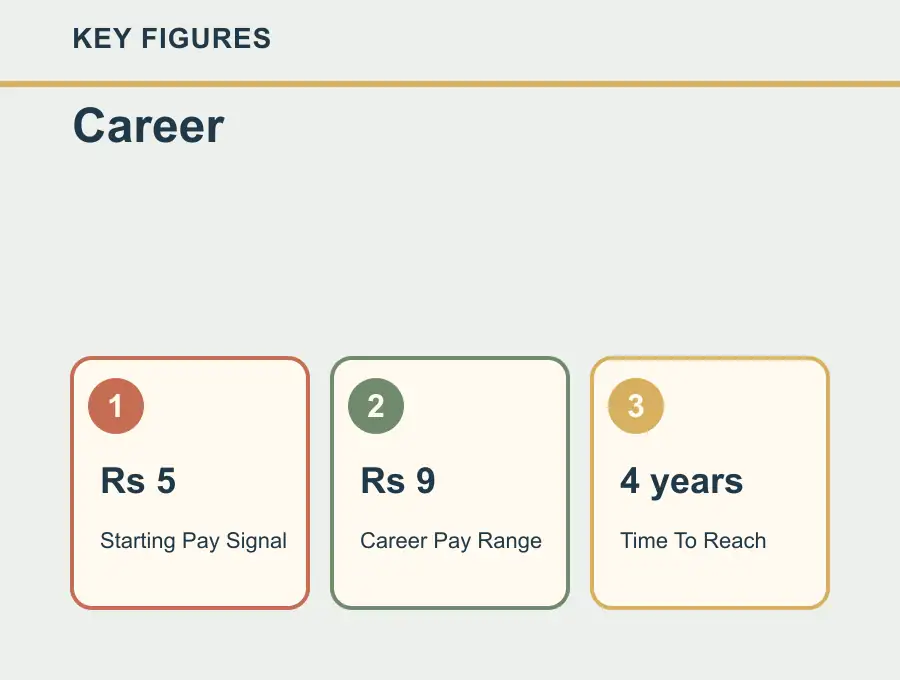 KEY FIGURES
Career
1
Rs 5
Starting Pay Signal
2
Rs 9
Career Pay Range
3
4 years
Time To Reach